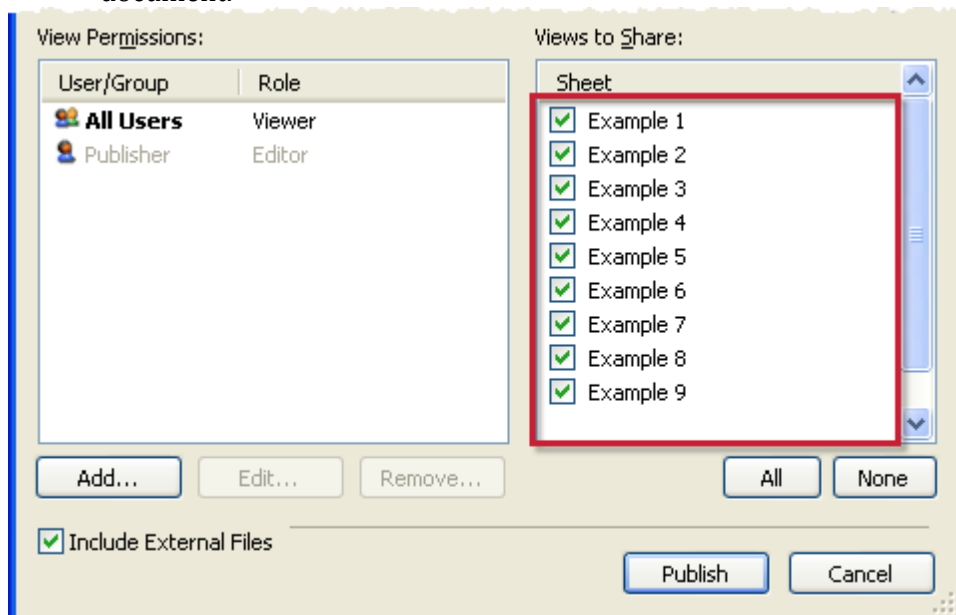 View Permissions:
Views to Share:
User/Group Role
All Users Viewer
Publisher Editor
Sheet
Example 1
Example 2
Example 3
Example 4
Example 5
Example 6
Example 7
Example 8
Example 9
Add... Edit... Remove...
All None
Include External Files
Publish Cancel